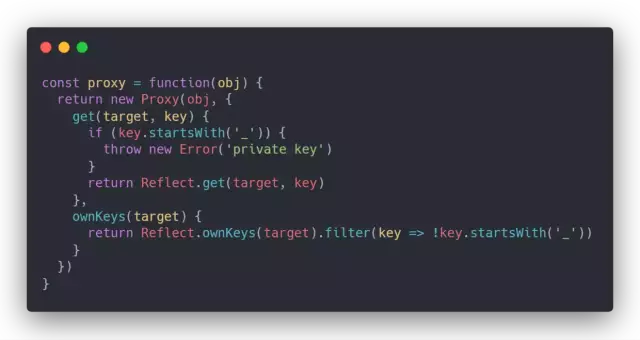 const proxy = function(obj) {
  return new Proxy(obj, {
    get(target, key) {
      if (key.startsWith('_')) {
        throw new Error('private key')
      }
      return Reflect.get(target, key)
    },
    ownKeys(target) {
      return Reflect.ownKeys(target).filter(key => !key.startsWith('_'))
    }
  })
}